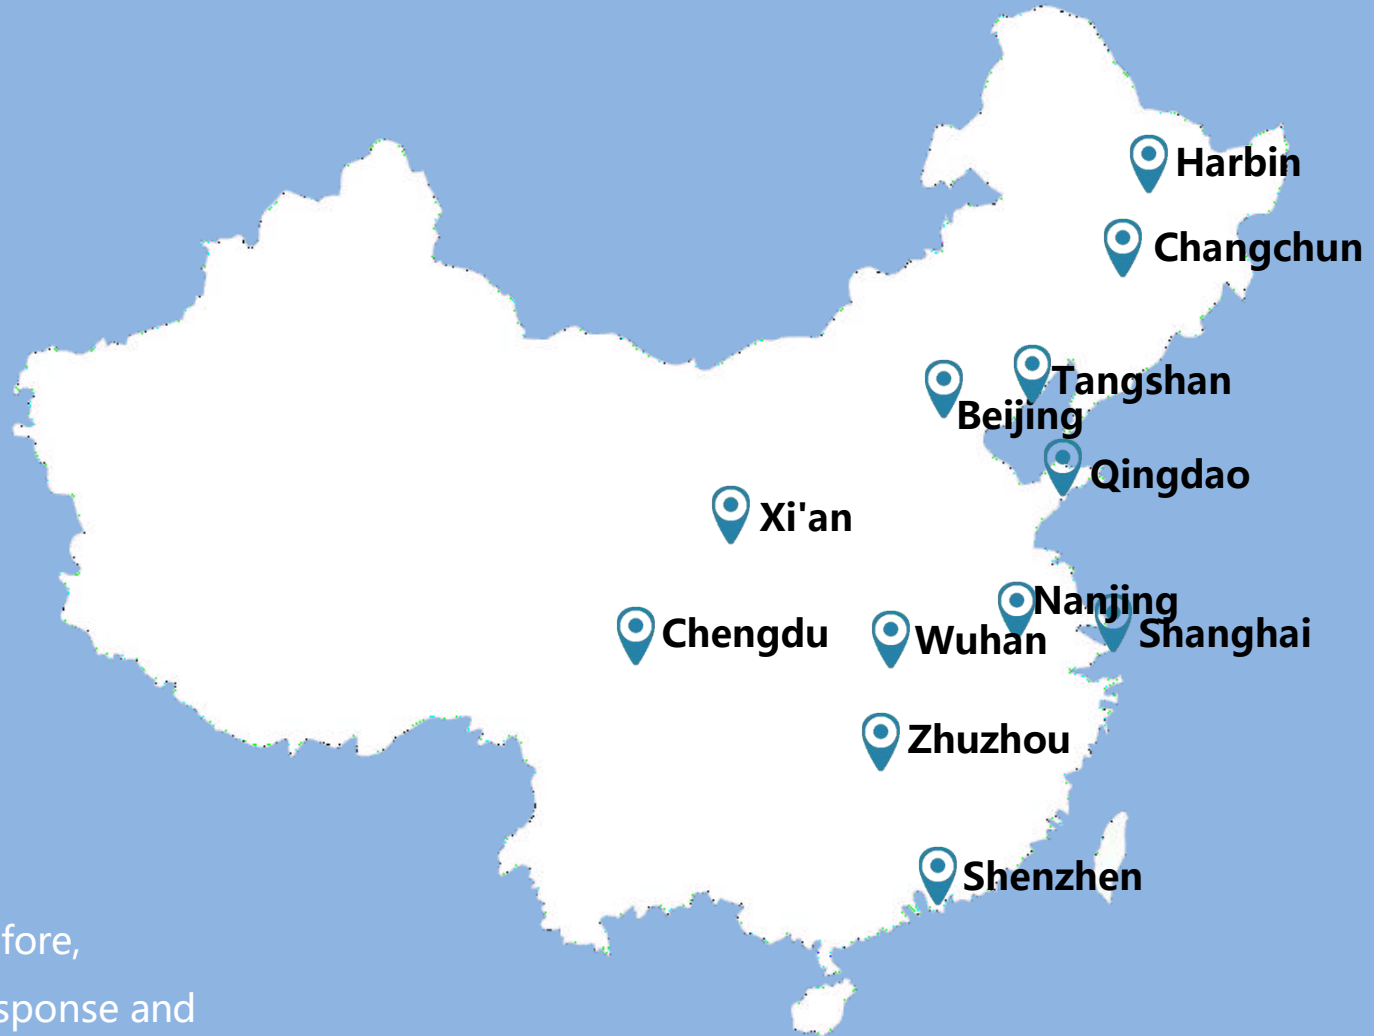 Harbin
Changchun
Tangshan
Beijing
Qingdao
Xi'an
Nanjing
Chengdu
Wuhan
Shanghai
Zhuzhou
Shenzhen
fore,
sponse and